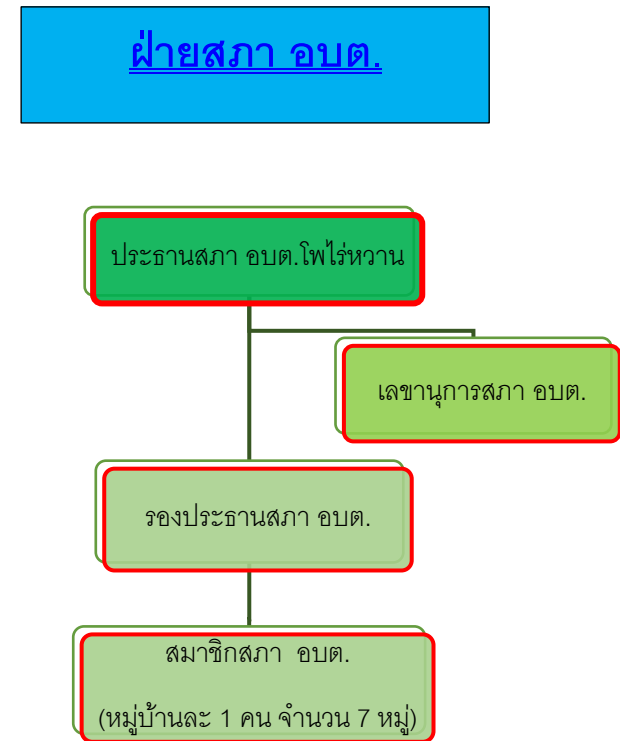 ฝ่ายสภา อบต.
ประธานสภา อบต.โพไร่หวาน
เลขานุการสภา อบต.
รองประธานสภา อบต.
สมาชิกสภา อบต.
(หมู่บ้านละ 1 คน จำนวน 7 หมู่)